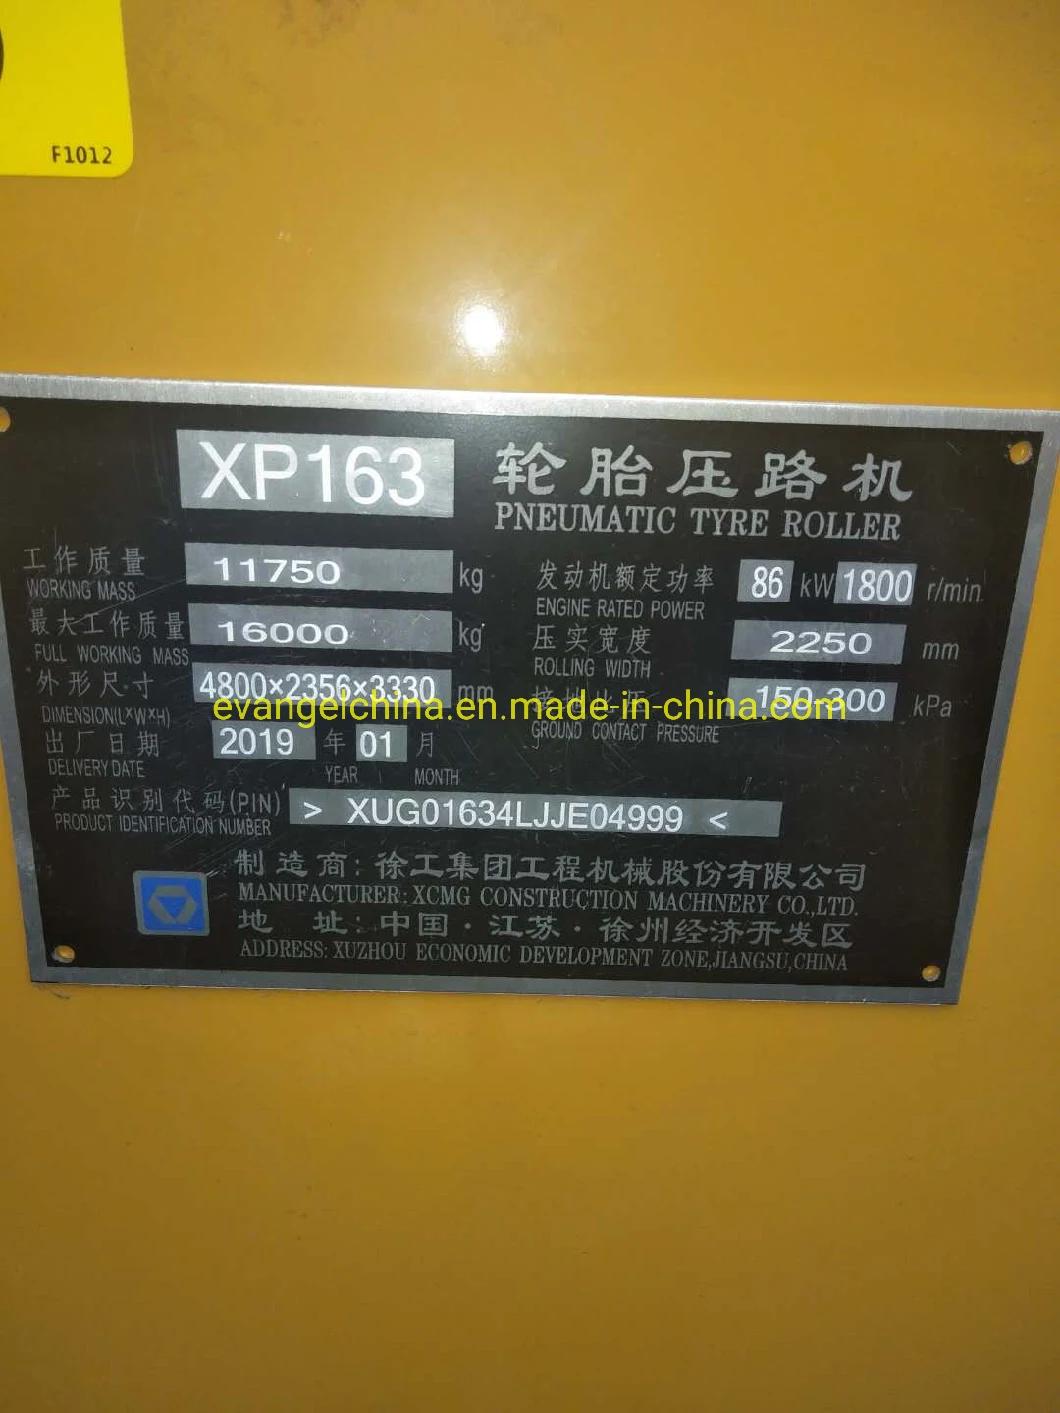 F1012
XP163 轮胎压路机
PNEUMATIC TYRE ROLLER
工作质量 11750 kg
WORKING MASS
发动机额定功率 86 kW 1800 r/min
ENGINE RATED POWER
最大工作质量 16000 kg
FULL WORKING MASS
压实宽度 2250 mm
ROLLING WIDTH
外形尺寸 4800×2356×3330 mm
DIMENSION(L×W×H)
接地比压 150-300 kPa
GROUND CONTACT PRESSURE
evangelchina.en.made-in-china.com
出厂日期 2019 年 01 月
DELIVERY DATE YEAR MONTH
产品识别代码(PIN) > XUG01634LJJE04999 <
PRODUCT IDENTIFICATION NUMBER
制造商:徐工集团工程机械股份有限公司
MANUFACTURER: XCMG CONSTRUCTION MACHINERY CO.,LTD.
地 址:中国·江苏·徐州经济开发区
ADDRESS: XUZHOU ECONOMIC DEVELOPMENT ZONE,JIANGSU,CHINA